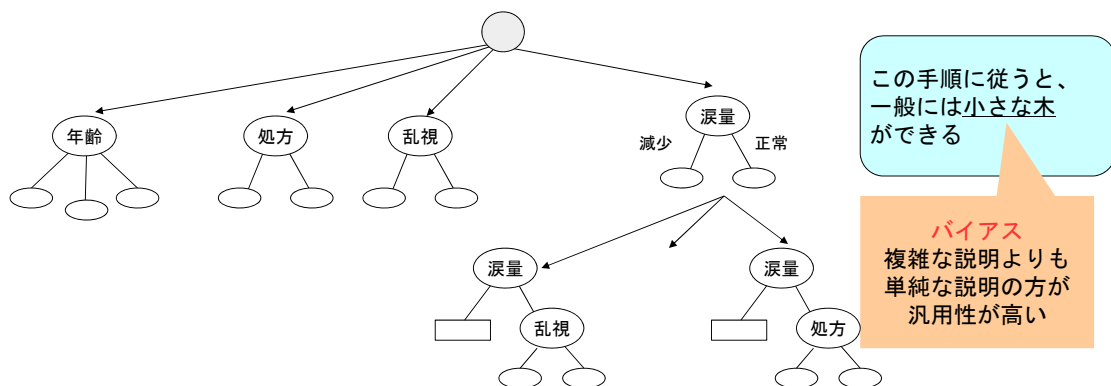 年齢
処方
乱視
涙量
減少
正常
涙量
乱視
涙量
処方
この手順に従うと、
一般には小さな木
ができる
バイアス
複雑な説明よりも
単純な説明の方が
汎用性が高い